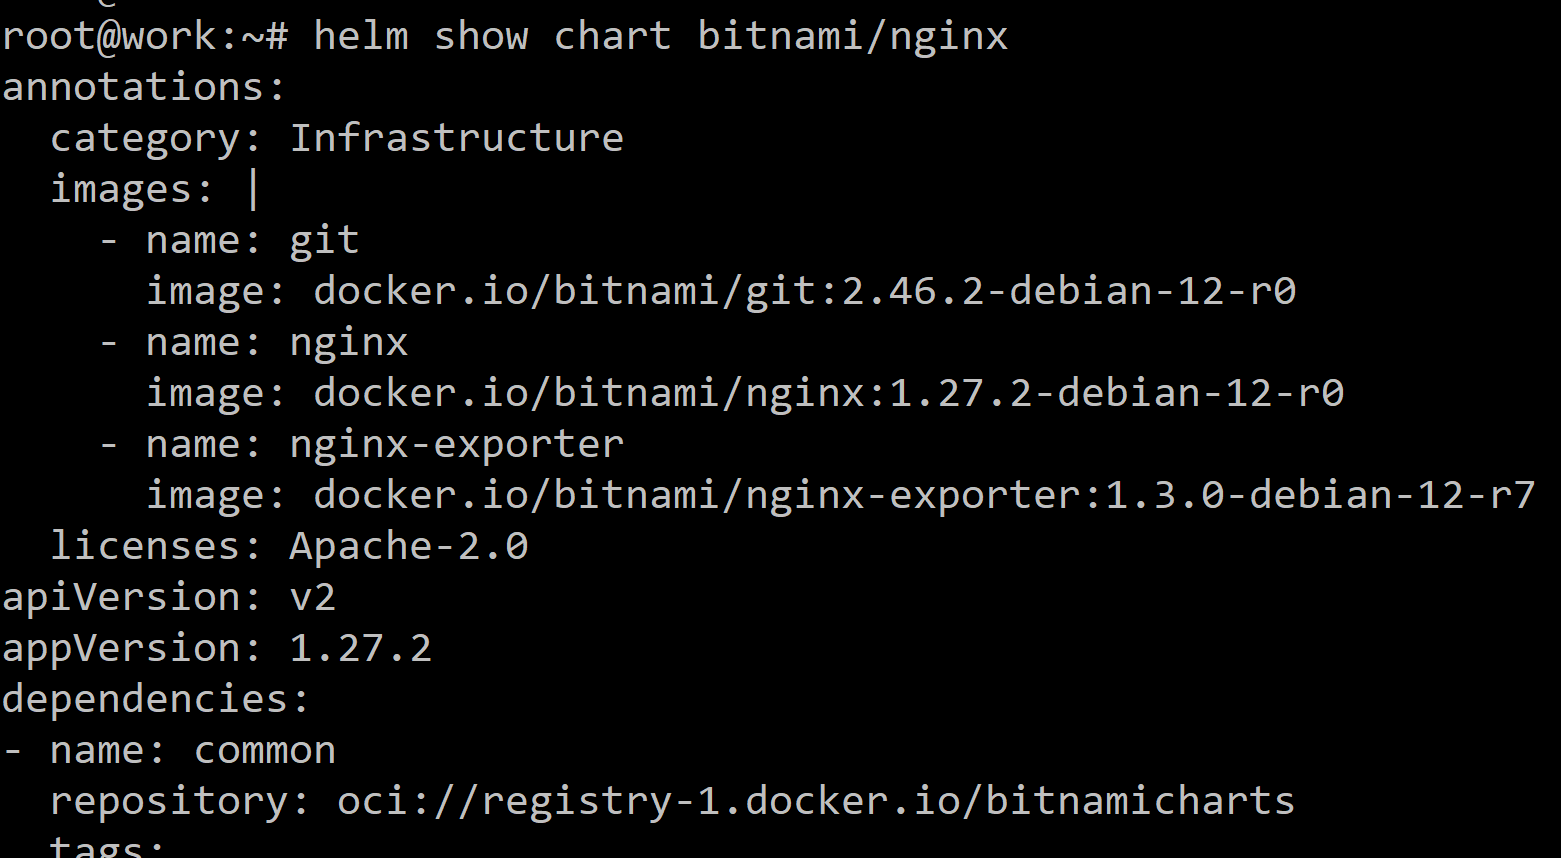 root@work:~# helm show chart bitnami/nginx
annotations:
  category: Infrastructure
  images: |
    - name: git
      image: docker.io/bitnami/git:2.46.2-debian-12-r0
    - name: nginx
      image: docker.io/bitnami/nginx:1.27.2-debian-12-r0
    - name: nginx-exporter
      image: docker.io/bitnami/nginx-exporter:1.3.0-debian-12-r7
  licenses: Apache-2.0
apiVersion: v2
appVersion: 1.27.2
dependencies:
- name: common
  repository: oci://registry-1.docker.io/bitnamicharts
  tags: